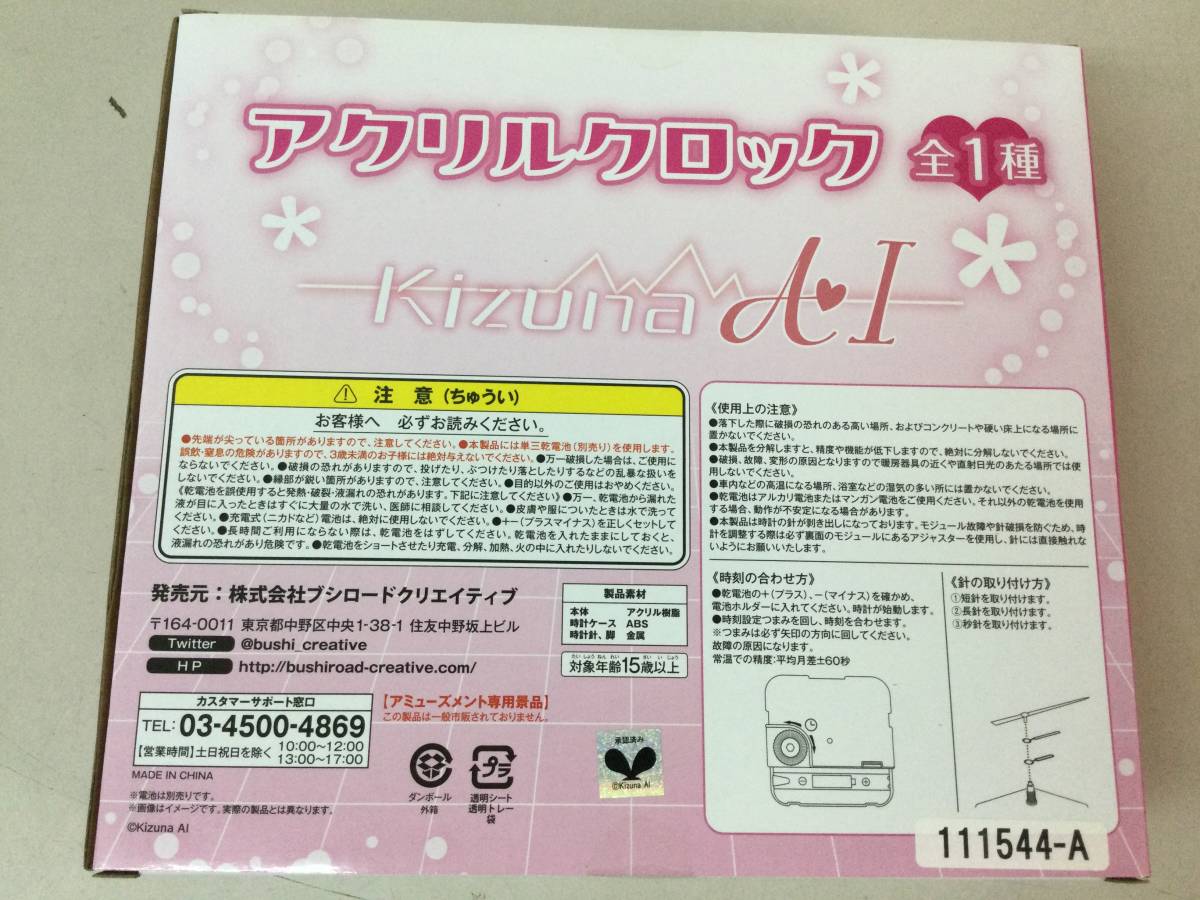 アクリルクロック
全1種
Kizuna A♥I
⚠ 注 意（ちゅうい）
お客様へ 必ずお読みください。
●先端が尖っている箇所がありますので、注意してください。●本製品には単三乾電池（別売り）を使用します。
誤飲・窒息の危険がありますので、3歳未満のお子様には絶対与えないでください。●万一破損した場合は、ご使用に
ならないでください。●破損の恐れがありますので、投げたり、ぶつけたり落としたりするなどの乱暴な扱いを
しないでください。●縁部が鋭い箇所がありますので、注意してください。●目的以外のご使用はおやめください。
《乾電池を誤使用すると発熱・破裂・液漏れの恐れがあります。下記に注意してください》●万一、乾電池から漏れた
液が目に入ったときはすぐに大量の水で洗い、医師に相談してください。●皮膚や服についたときは水で洗って
ください。●充電式（ニカドなど）電池は、絶対に使用しないでください。●＋－（プラスマイナス）を正しくセットして
ください。●長時間ご利用にならない際は、乾電池をはずしてください。乾電池を入れたままにしておくと、
液漏れの恐れがあり危険です。●乾電池をショートさせたり充電、分解、加熱、火の中に入れたりしないでください。
発売元：株式会社ブシロードクリエイティブ
〒164-0011 東京都中野区中央1-38-1 住友中野坂上ビル
Twitter @bushi_creative
HP http://bushiroad-creative.com/
製品素材
本体 アクリル樹脂
時計ケース ABS
時計針、脚 金属
たいしょうねんれい さいいじょう
対象年齢15歳以上
カスタマーサポート窓口
TEL: 03-4500-4869
【営業時間】土日祝日を除く 10:00〜12:00
13:00〜17:00
【アミューズメント専用景品】
この製品は一般市販されておりません。
MADE IN CHINA
※電池は別売りです。
※画像はイメージです。実際の製品とは異なります。
©Kizuna AI
ダンボール
外箱
プラ
透明シート
透明トレー
袋
承認済み
©Kizuna AI
《使用上の注意》
●落下した際に破損の恐れのある高い場所、およびコンクリートや硬い床上になる場所に
置かないでください。
●本製品を分解しますと、精度や機能が低下しますので、絶対に分解しないでください。
●破損、故障、変形の原因となりますので暖房器具の近くや直射日光のあたる場所では使
用しないでください。
●車内などの高温になる場所、浴室などの湿気の多い所には置かないでください。
●乾電池はアルカリ電池またはマンガン電池をご使用ください。それ以外の乾電池を使用
する場合、動作が不安定になる場合があります。
●本製品は時計の針が剥き出しになっております。モジュール故障や針破損を防ぐため、時
計を調整する際は必ず裏面のモジュールにあるアジャスターを使用し、針には直接触れな
いようにお願いいたします。
《時刻の合わせ方》
●乾電池の＋（プラス）、－（マイナス）を確かめ、
電池ホルダーに入れてください。時計が始動します。
●時刻設定つまみを回し、時刻を合わせます。
※つまみは必ず矢印の方向に回してください。
故障の原因になります。
常温での精度：平均月差±60秒
《針の取り付け方》
①短針を取り付けます。
②長針を取り付けます。
③秒針を取り付けます。
111544-A